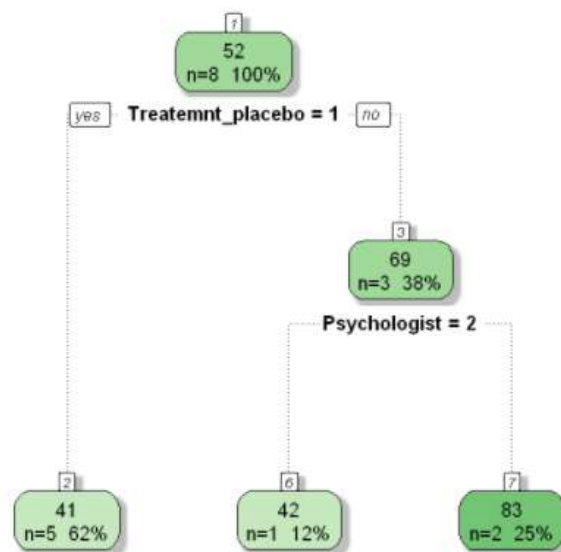 1
52
n=8 100%
yes Treatemnt_placebo = 1 no
3
69
n=3 38%
Psychologist = 2
2
41
n=5 62%
6
42
n=1 12%
7
83
n=2 25%